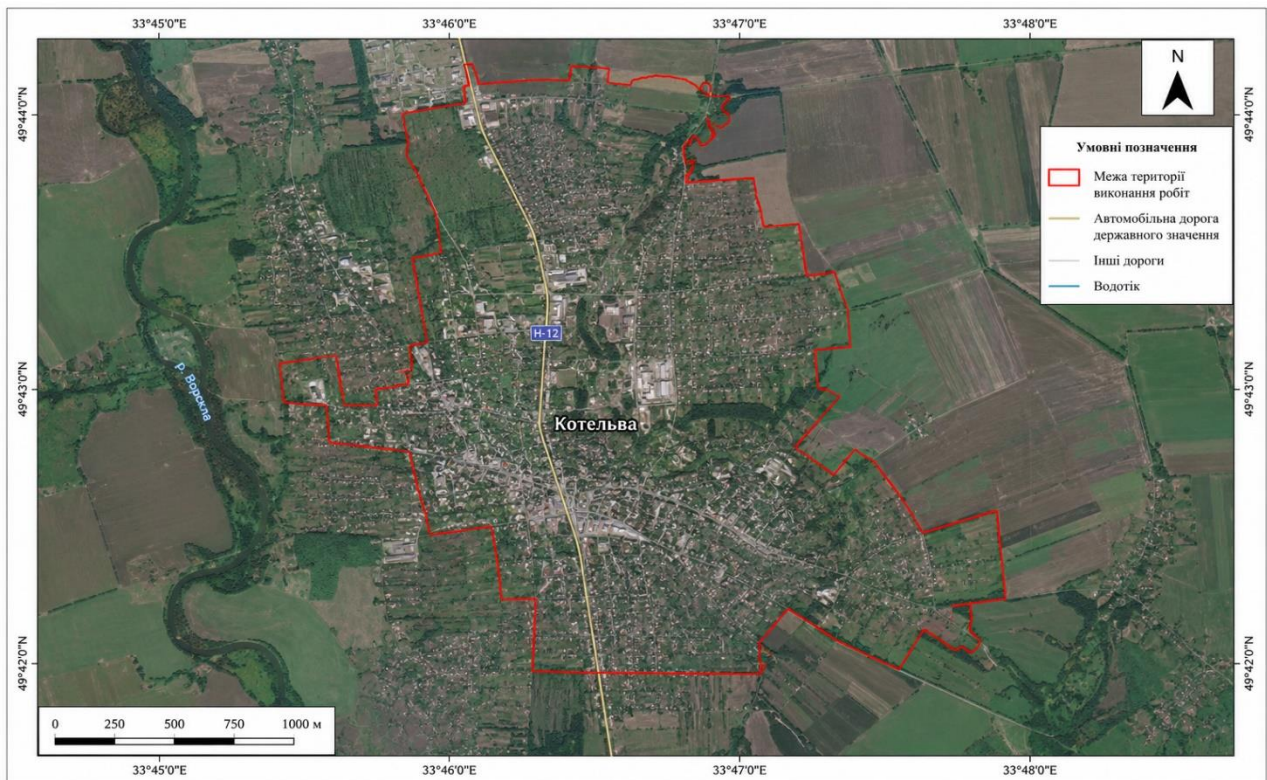 33°45'0"E 33°46'0"E 33°47'0"E 33°48'0"E
N
49°44'0"N
49°44'0"N
Умовні позначення
Межа території
виконання робіт
Автомобільна дорога
державного значення
Інші дороги
Водотік
Н-12
р. Ворскла
49°43'0"N
49°43'0"N
Котельва
49°42'0"N
49°42'0"N
0 250 500 750 1000 м
33°45'0"E 33°46'0"E 33°47'0"E 33°48'0"E